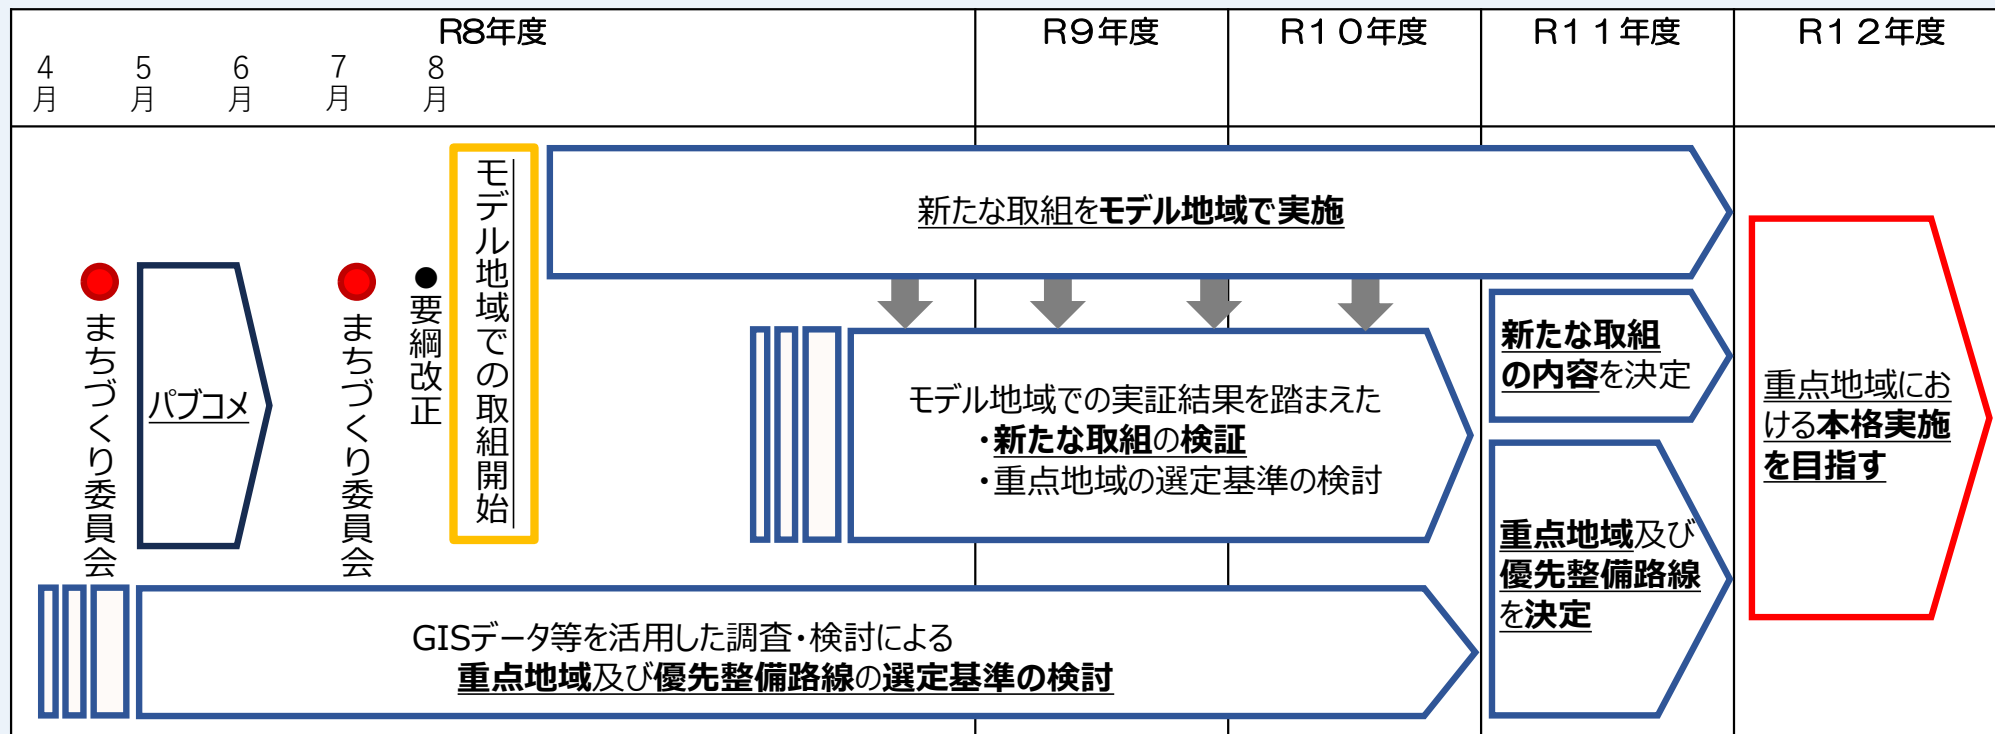 R8年度
R9年度
R10年度
R11年度
R12年度
4月
5月
6月
7月
8月
まちづくり委員会
パブコメ
まちづくり委員会
●要綱改正
モデル地域での取組開始
新たな取組をモデル地域で実施
モデル地域での実証結果を踏まえた
・新たな取組の検証
・重点地域の選定基準の検討
GISデータ等を活用した調査・検討による
重点地域及び優先整備路線の選定基準の検討
新たな取組
の内容を決定
重点地域及び
優先整備路線
を決定
重点地域にお
ける本格実施
を目指す